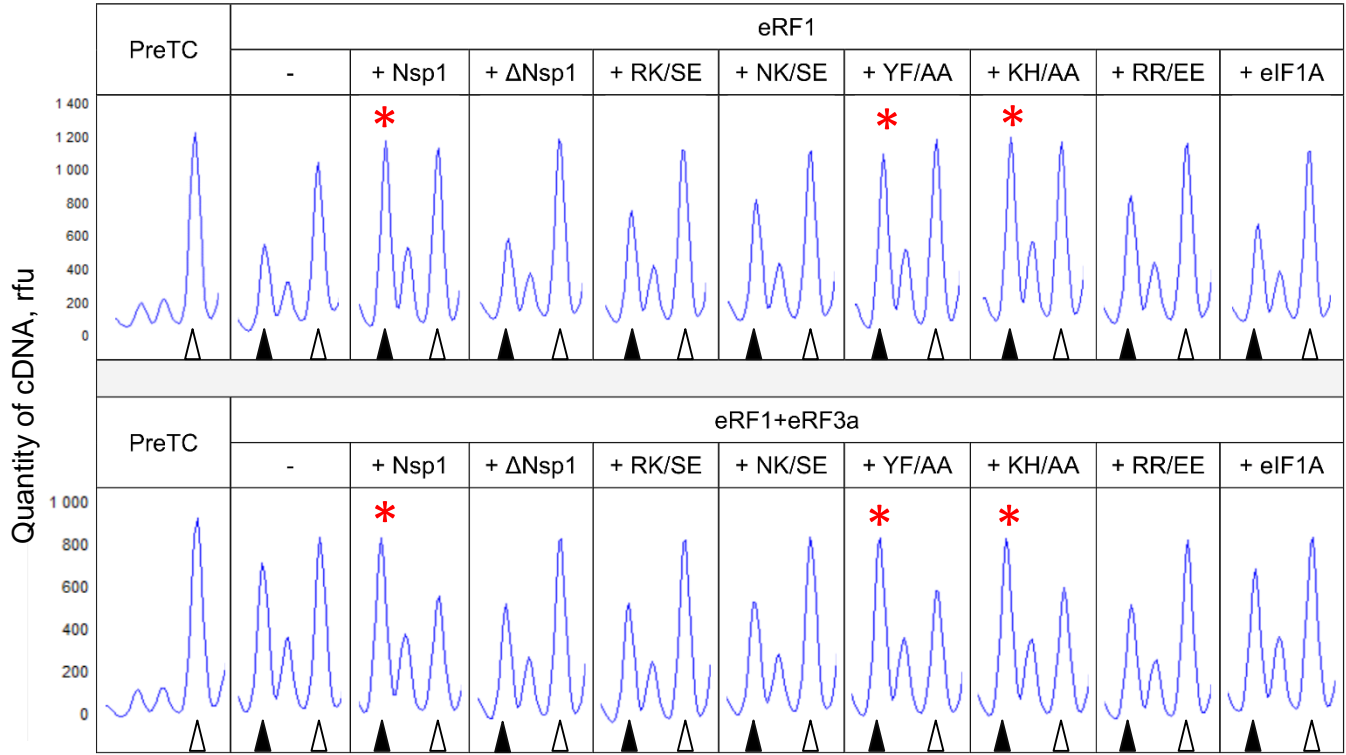 Quantity of cDNA, rfu
PreTC
eRF1
-
+ Nsp1
+ ΔNsp1
+ RK/SE
+ NK/SE
+ YF/AA
+ KH/AA
+ RR/EE
+ eIF1A
1 400
1 200
1 000
800
600
400
200
0
*
*
*
PreTC
eRF1+eRF3a
-
+ Nsp1
+ ΔNsp1
+ RK/SE
+ NK/SE
+ YF/AA
+ KH/AA
+ RR/EE
+ eIF1A
1 000
800
600
400
200
0
*
*
*